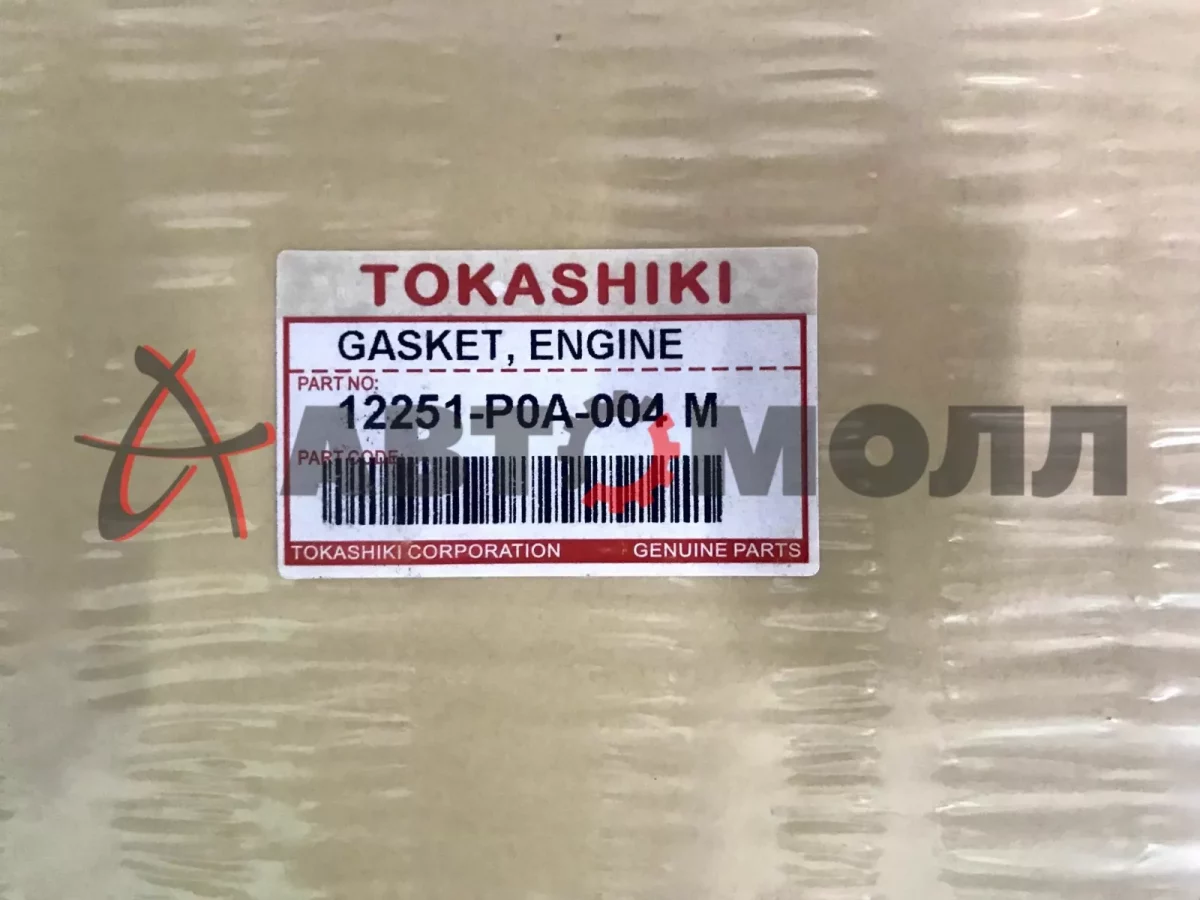 TOKASHIKI
GASKET, ENGINE
PART NO:
12251-P0A-004 M
АВТОМОЛЛ
PART CODE
TOKASHIKI CORPORATION GENUINE PARTS